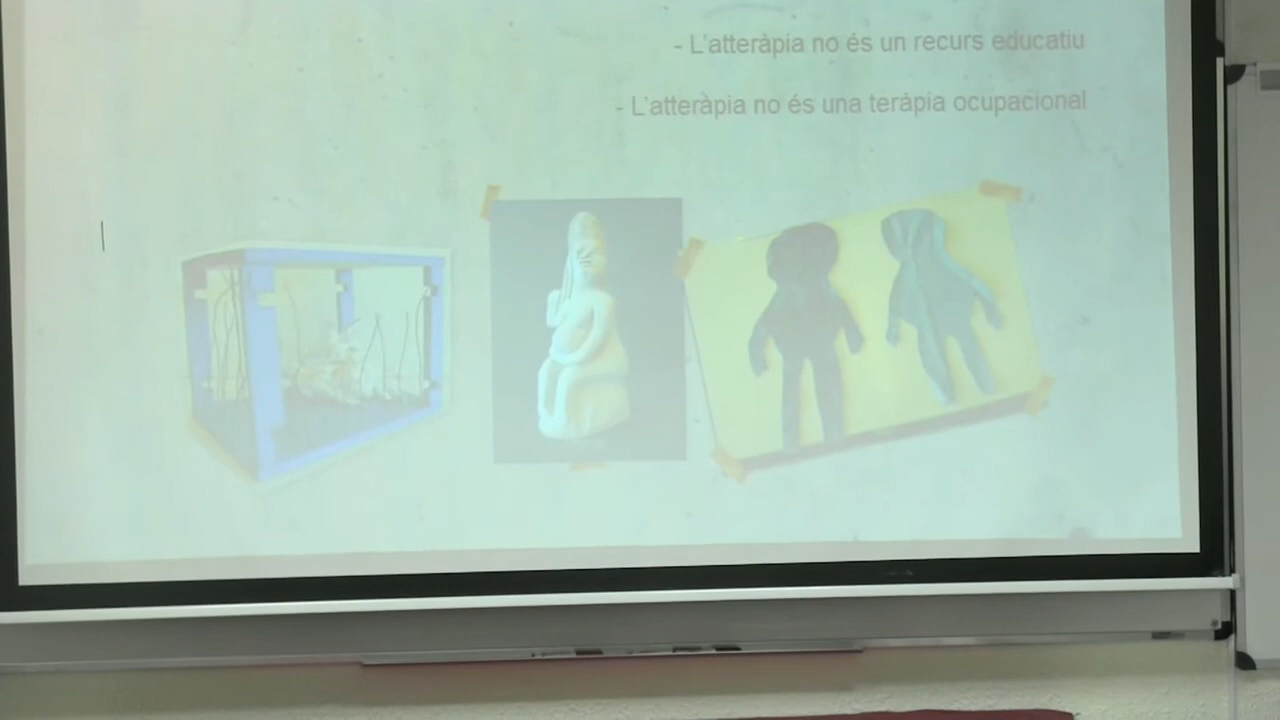 - L'atteràpia no és un recurs educatiu
- L'atteràpia no és una teràpia ocupacional